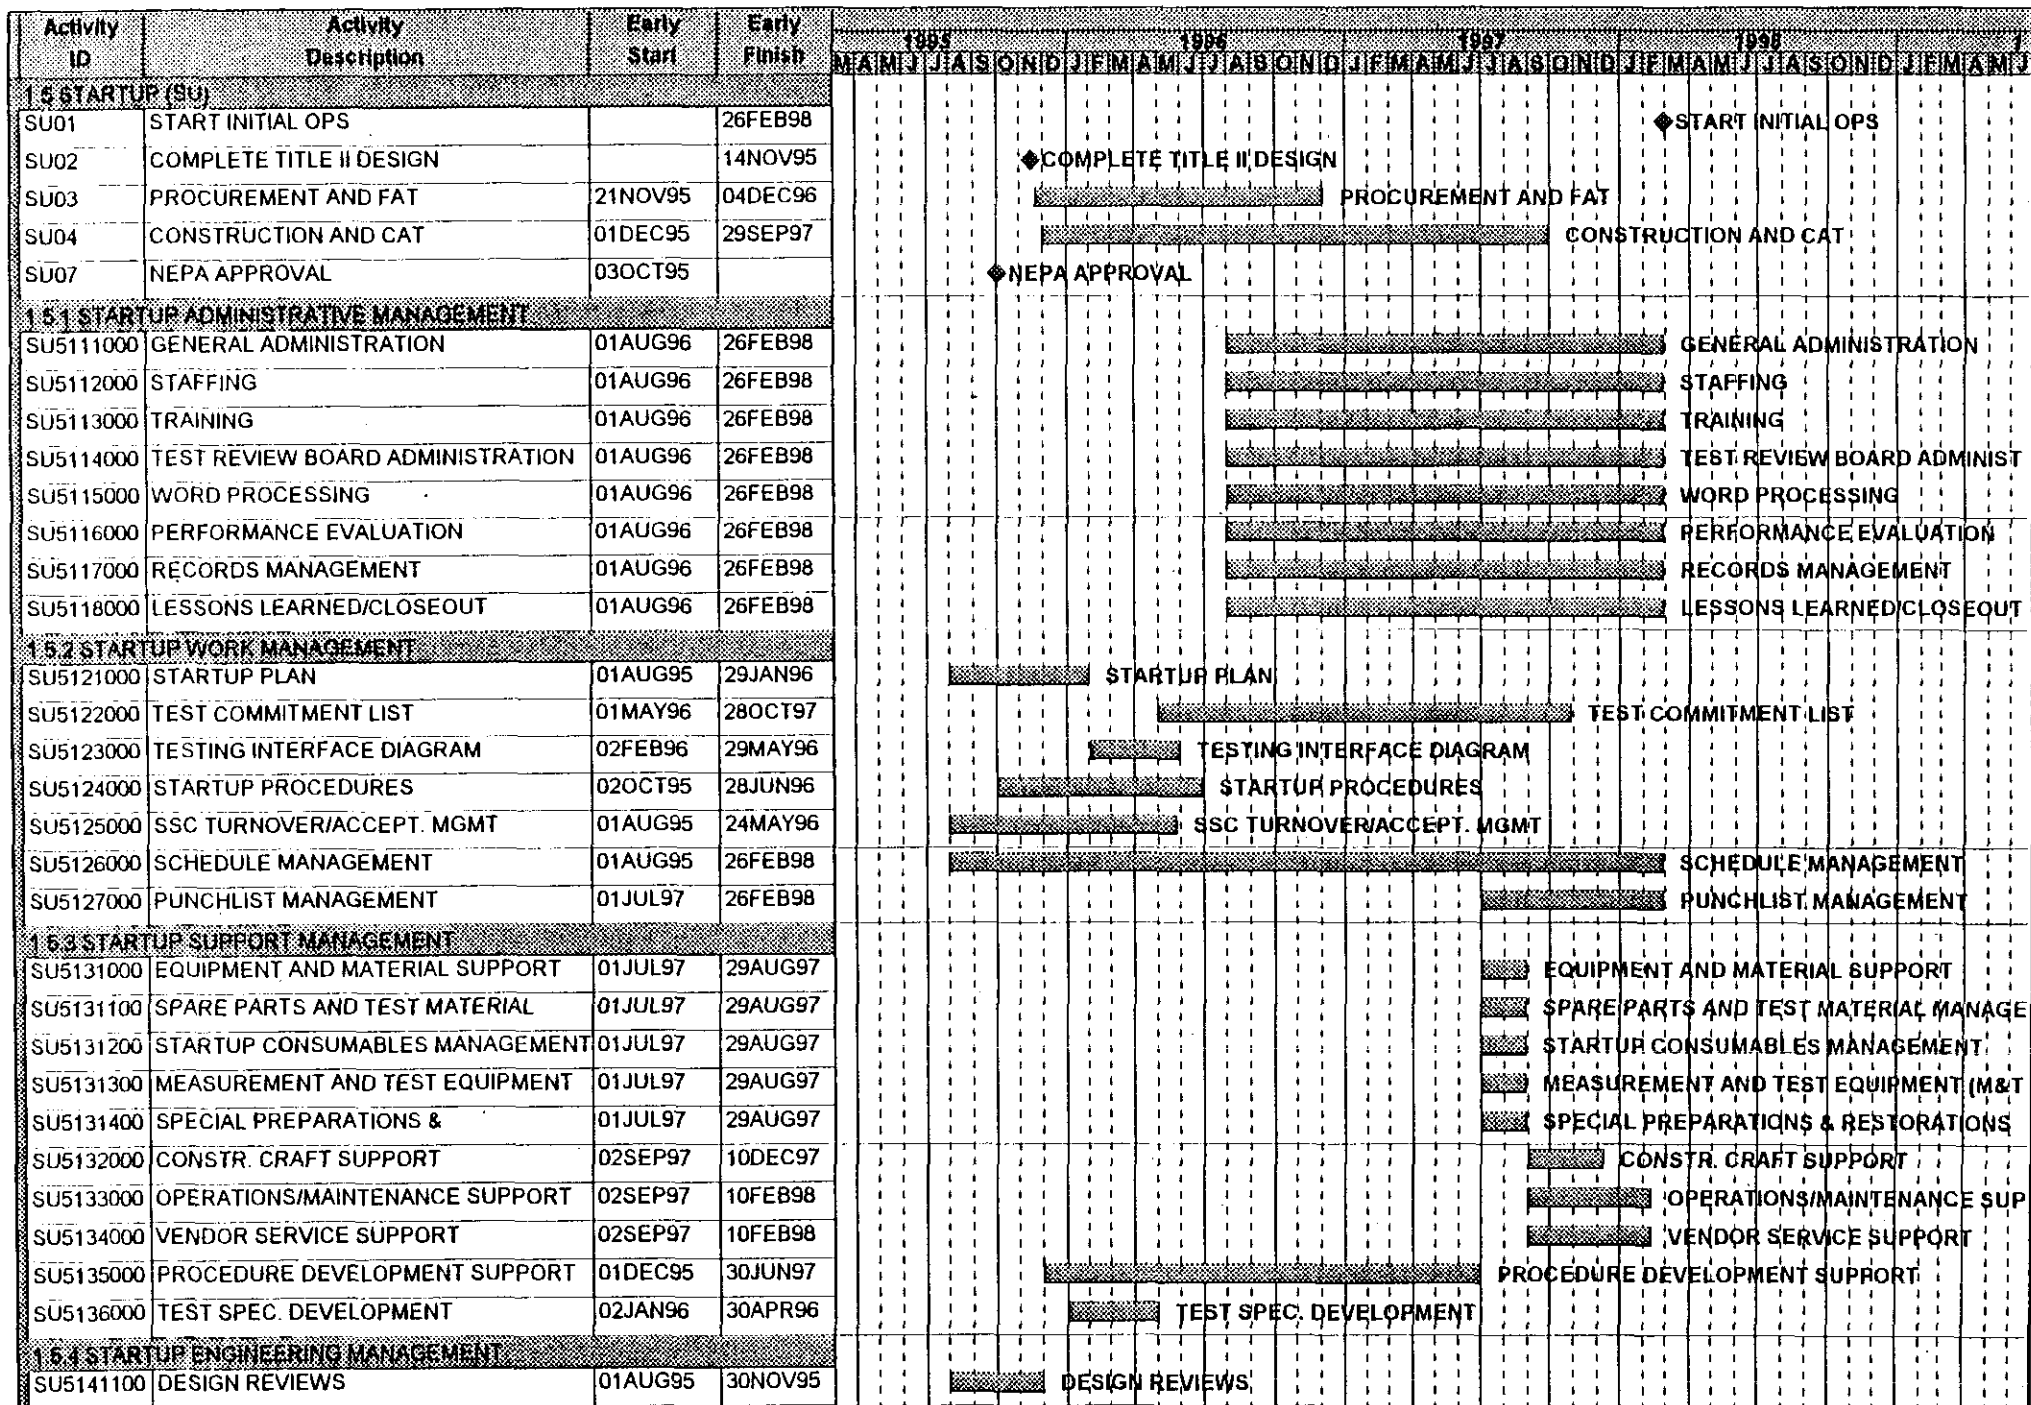 Activity ID Activity Description Early Start Early Finish
1995 1996 1997 1998 1
M A M J J A S O N D J F M A M J J A S O N D J F M A M J J A S O N D J F M A M J J A S O N D J F M A M J
1.5 STARTUP (SU)
SU01 START INITIAL OPS 26FEB98 START INITIAL OPS
SU02 COMPLETE TITLE II DESIGN 14NOV95 COMPLETE TITLE II DESIGN
SU03 PROCUREMENT AND FAT 21NOV95 04DEC96 PROCUREMENT AND FAT
SU04 CONSTRUCTION AND CAT 01DEC95 29SEP97 CONSTRUCTION AND CAT
SU07 NEPA APPROVAL 03OCT95 NEPA APPROVAL
1.5.1 STARTUP ADMINISTRATIVE MANAGEMENT
SU5111000 GENERAL ADMINISTRATION 01AUG96 26FEB98 GENERAL ADMINISTRATION
SU5112000 STAFFING 01AUG96 26FEB98 STAFFING
SU5113000 TRAINING 01AUG96 26FEB98 TRAINING
SU5114000 TEST REVIEW BOARD ADMINISTRATION 01AUG96 26FEB98 TEST REVIEW BOARD ADMINIST
SU5115000 WORD PROCESSING 01AUG96 26FEB98 WORD PROCESSING
SU5116000 PERFORMANCE EVALUATION 01AUG96 26FEB98 PERFORMANCE EVALUATION
SU5117000 RECORDS MANAGEMENT 01AUG96 26FEB98 RECORDS MANAGEMENT
SU5118000 LESSONS LEARNED/CLOSEOUT 01AUG96 26FEB98 LESSONS LEARNED/CLOSEOUT
1.5.2 STARTUP WORK MANAGEMENT
SU5121000 STARTUP PLAN 01AUG95 29JAN96 STARTUP PLAN
SU5122000 TEST COMMITMENT LIST 01MAY96 28OCT97 TEST COMMITMENT LIST
SU5123000 TESTING INTERFACE DIAGRAM 02FEB96 29MAY96 TESTING INTERFACE DIAGRAM
SU5124000 STARTUP PROCEDURES 02OCT95 28JUN96 STARTUP PROCEDURES
SU5125000 SSC TURNOVER/ACCEPT. MGMT 01AUG95 24MAY96 SSC TURNOVER/ACCEPT. MGMT
SU5126000 SCHEDULE MANAGEMENT 01AUG95 26FEB98 SCHEDULE MANAGEMENT
SU5127000 PUNCHLIST MANAGEMENT 01JUL97 26FEB98 PUNCHLIST MANAGEMENT
1.5.3 STARTUP SUPPORT MANAGEMENT
SU5131000 EQUIPMENT AND MATERIAL SUPPORT 01JUL97 29AUG97 EQUIPMENT AND MATERIAL SUPPORT
SU5131100 SPARE PARTS AND TEST MATERIAL 01JUL97 29AUG97 SPARE PARTS AND TEST MATERIAL MANAGE
SU5131200 STARTUP CONSUMABLES MANAGEMENT 01JUL97 29AUG97 STARTUP CONSUMABLES MANAGEMENT
SU5131300 MEASUREMENT AND TEST EQUIPMENT 01JUL97 29AUG97 MEASUREMENT AND TEST EQUIPMENT (M&T
SU5131400 SPECIAL PREPARATIONS & 01JUL97 29AUG97 SPECIAL PREPARATIONS & RESTORATIONS
SU5132000 CONSTR. CRAFT SUPPORT 02SEP97 10DEC97 CONSTR. CRAFT SUPPORT
SU5133000 OPERATIONS/MAINTENANCE SUPPORT 02SEP97 10FEB98 OPERATIONS/MAINTENANCE SUP
SU5134000 VENDOR SERVICE SUPPORT 02SEP97 10FEB98 VENDOR SERVICE SUPPORT
SU5135000 PROCEDURE DEVELOPMENT SUPPORT 01DEC95 30JUN97 PROCEDURE DEVELOPMENT SUPPORT
SU5136000 TEST SPEC. DEVELOPMENT 02JAN96 30APR96 TEST SPEC. DEVELOPMENT
1.5.4 STARTUP ENGINEERING MANAGEMENT
SU5141100 DESIGN REVIEWS 01AUG95 30NOV95 DESIGN REVIEWS